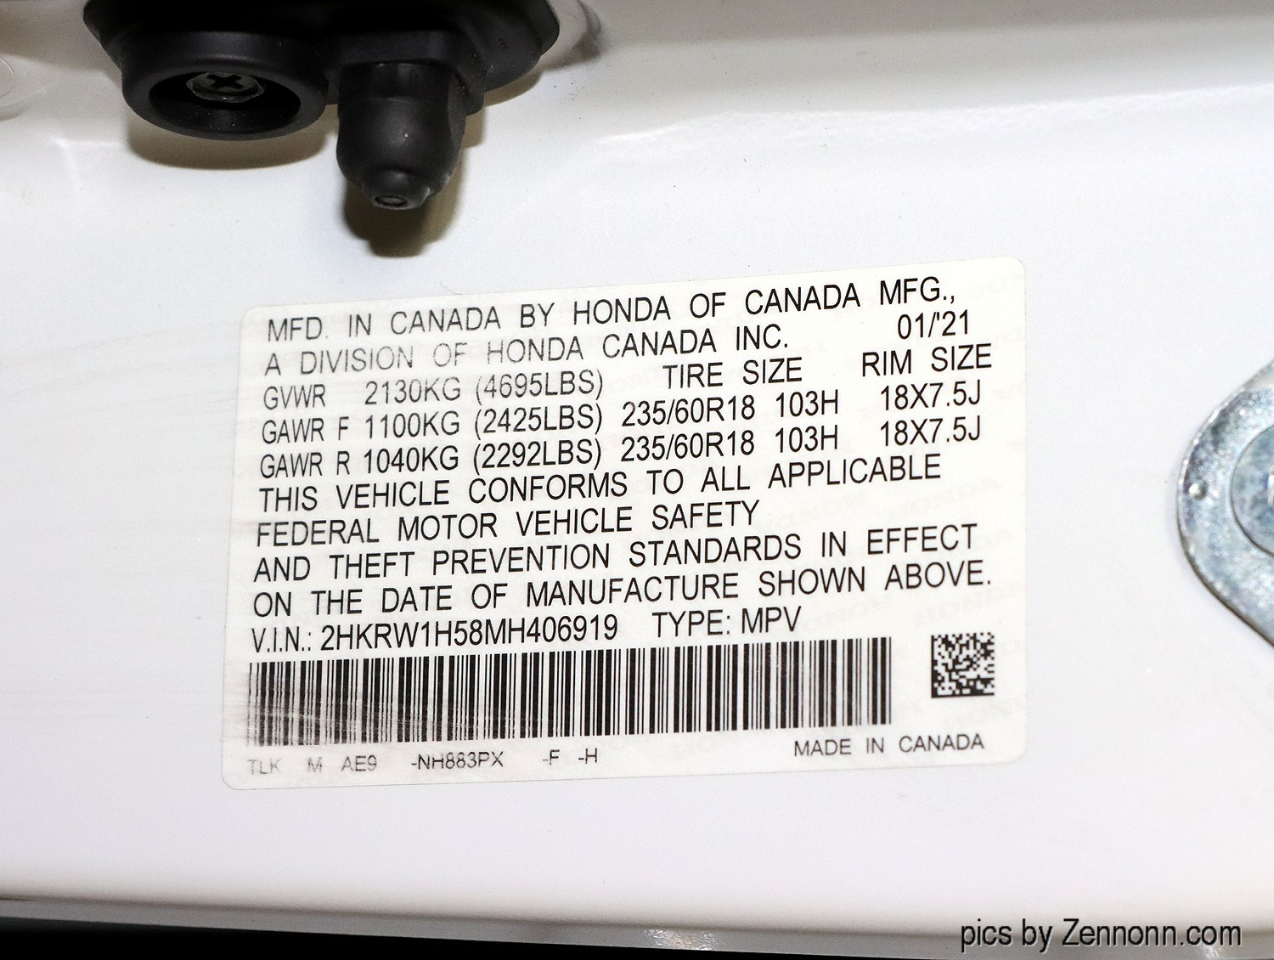 MFD. IN CANADA BY HONDA OF CANADA MFG.,
A DIVISION OF HONDA CANADA INC. 01/'21
GVWR 2130KG (4695LBS) TIRE SIZE RIM SIZE
GAWR F 1100KG (2425LBS) 235/60R18 103H 18X7.5J
GAWR R 1040KG (2292LBS) 235/60R18 103H 18X7.5J
THIS VEHICLE CONFORMS TO ALL APPLICABLE
FEDERAL MOTOR VEHICLE SAFETY
AND THEFT PREVENTION STANDARDS IN EFFECT
ON THE DATE OF MANUFACTURE SHOWN ABOVE.
V.I.N.: 2HKRW1H58MH406919 TYPE: MPV
TLK M AE9 -NH883PX -F -H MADE IN CANADA
pics by Zennonn.com